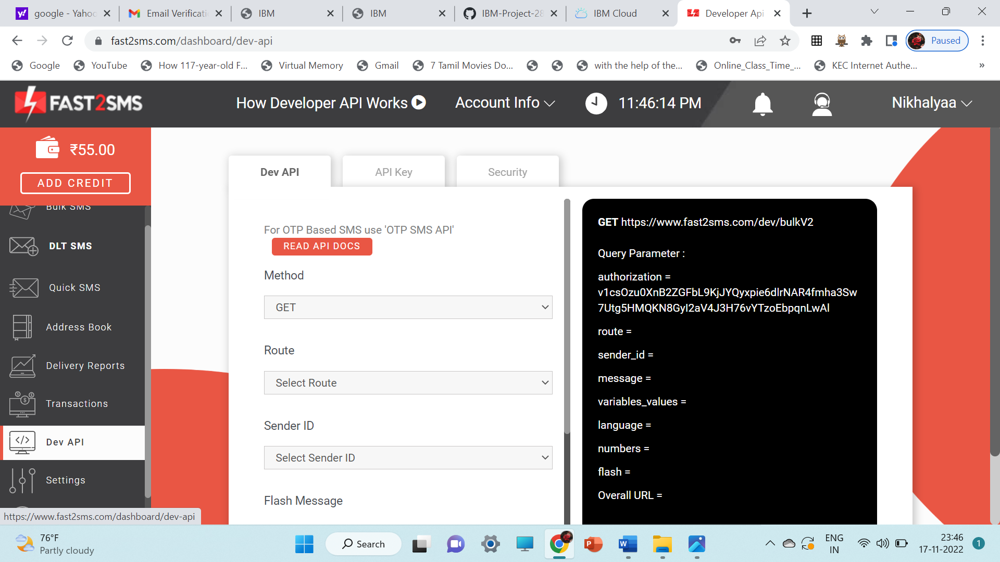 google - Yahoo
Email Verificatio
IBM
IBM
IBM-Project-28
IBM Cloud
Developer Api
fast2sms.com/dashboard/dev-api
Paused
Google
YouTube
How 117-year-old F...
Virtual Memory
Gmail
7 Tamil Movies Do...
with the help of the...
Online_Class_Time_...
KEC Internet Authe...
»
FAST2SMS
How Developer API Works
Account Info
11:46:14 PM
Nikhalyaa
₹55.00
ADD CREDIT
Bulk SMS
DLT SMS
Quick SMS
Address Book
Delivery Reports
Transactions
Dev API
Settings
https://www.fast2sms.com/dashboard/dev-api
Dev API
API Key
Security
For OTP Based SMS use 'OTP SMS API'
READ API DOCS
Method
GET
Route
Select Route
Sender ID
Select Sender ID
Flash Message
GET https://www.fast2sms.com/dev/bulkV2
Query Parameter :
authorization =
v1csOzu0XnB2ZGFbL9KjJYQyxpie6dlrNAR4fmha3Sw
7Utg5HMQKN8GyI2aV4J3H76vYTzoEbpqnLwAl
route =
sender_id =
message =
variables_values =
language =
numbers =
flash =
Overall URL =
76°F
Partly cloudy
Search
ENG
IN
23:46
17-11-2022
1